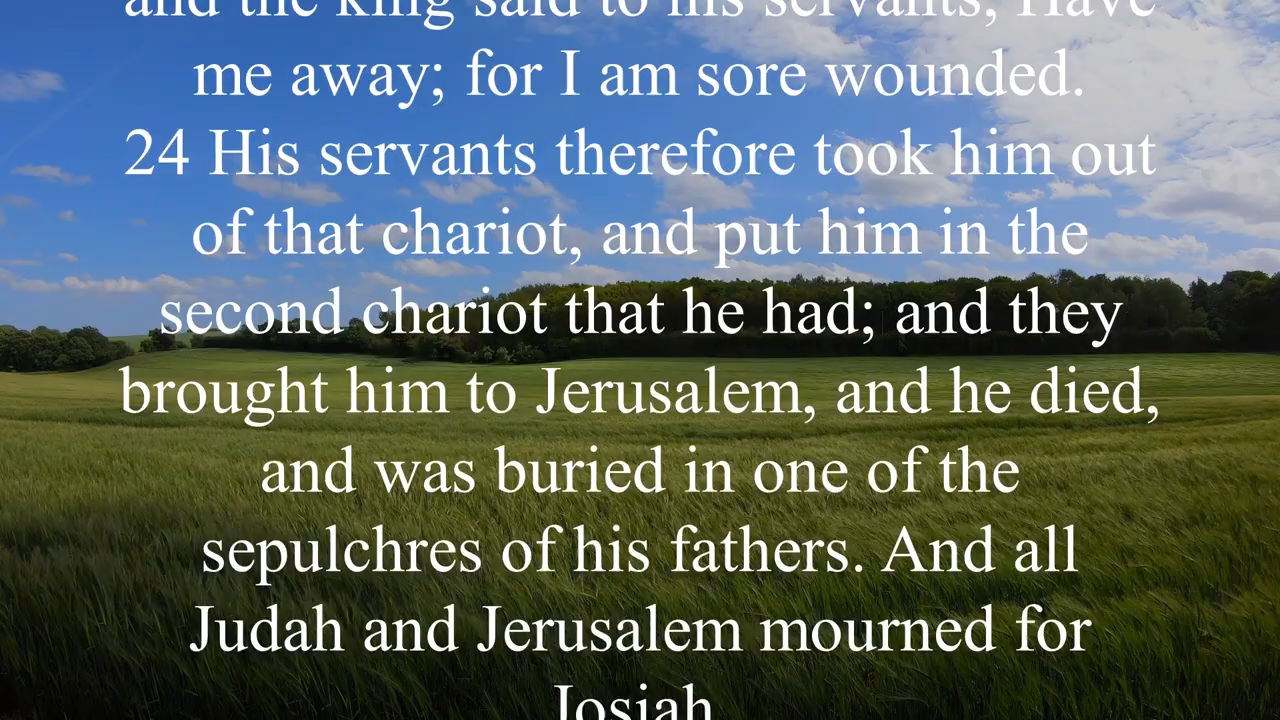 and the king said to his servants, Have
me away; for I am sore wounded.
24 His servants therefore took him out
of that chariot, and put him in the
second chariot that he had; and they
brought him to Jerusalem, and he died,
and was buried in one of the
sepulchres of his fathers. And all
Judah and Jerusalem mourned for
Josiah.